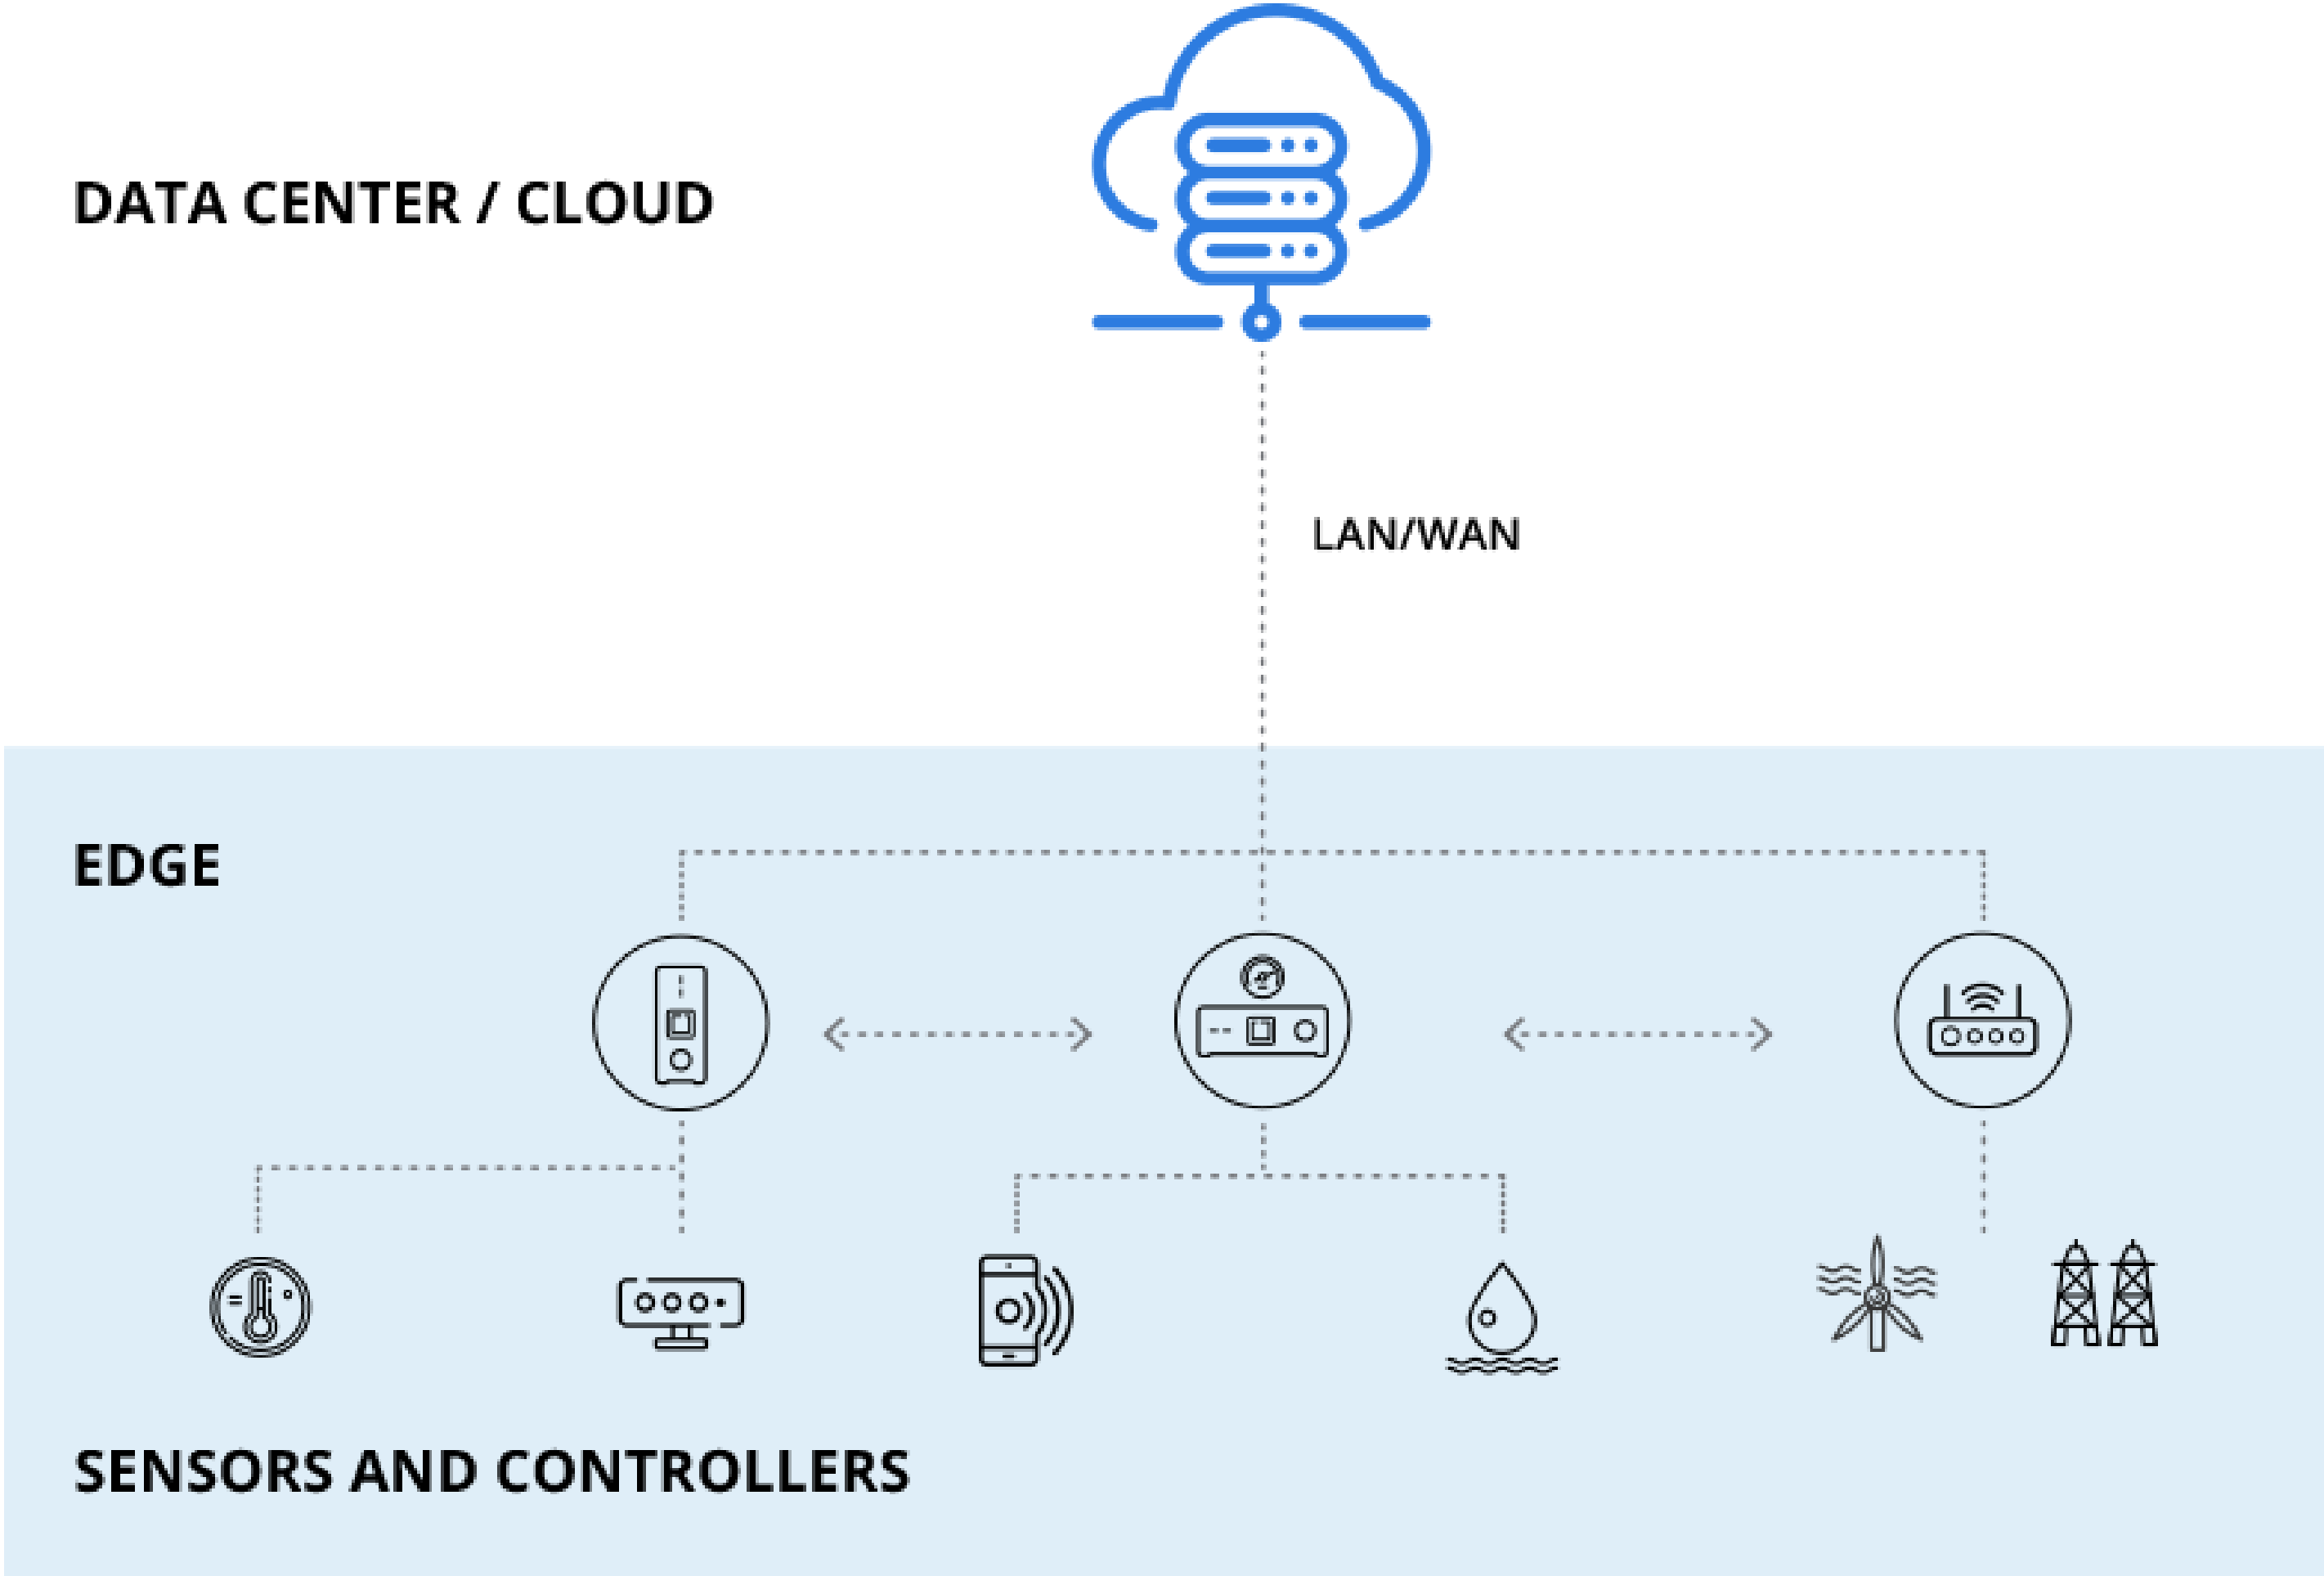 DATA CENTER / CLOUD
LAN/WAN
EDGE
SENSORS AND CONTROLLERS